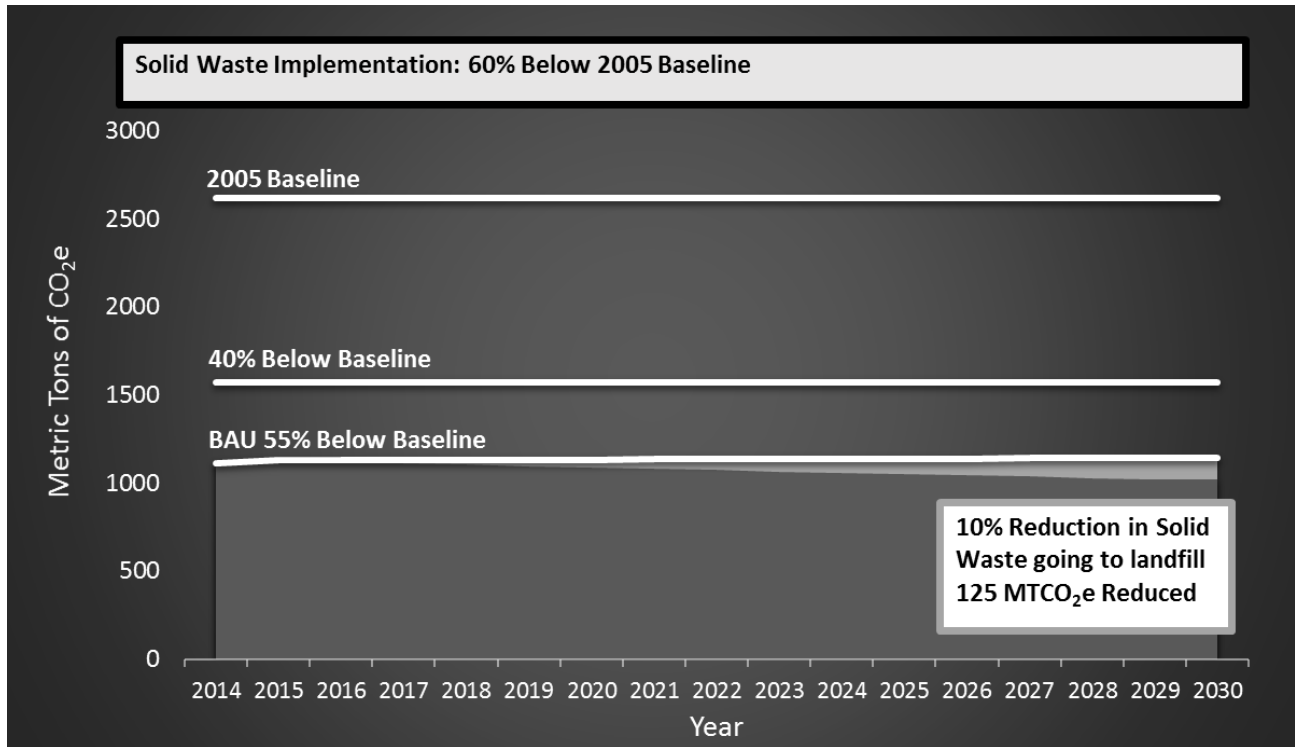 Solid Waste Implementation: 60% Below 2005 Baseline
3000
2005 Baseline
2500
2000
40% Below Baseline
1500
BAU 55% Below Baseline
1000
500
0
Metric Tons of CO₂e
10% Reduction in Solid
Waste going to landfill
125 MTCO₂e Reduced
2014 2015 2016 2017 2018 2019 2020 2021 2022 2023 2024 2025 2026 2027 2028 2029 2030
Year